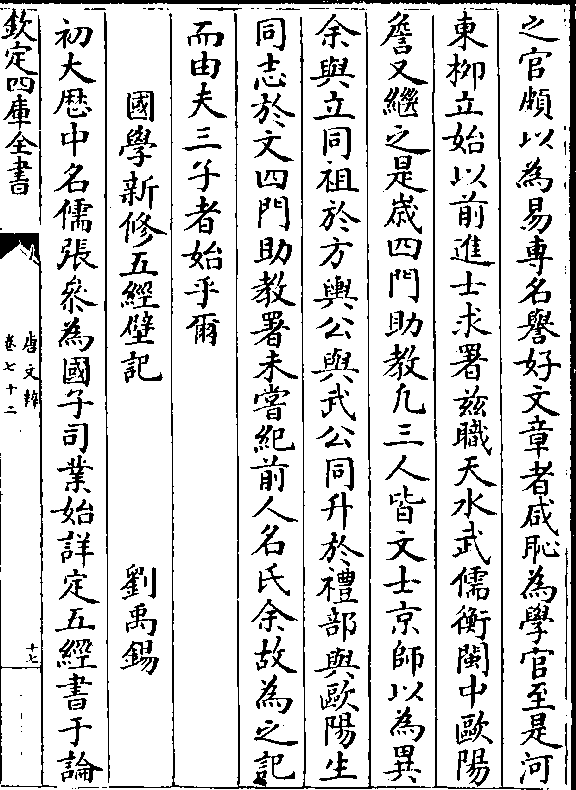 之官頗以為易專名譽好文章者咸恥為學官至是河
東栁立始以前進士求署兹職天水武儒衡閩中歐陽
詹又繼之是歳四門助教凡三人皆文士京師以為異
余與立同祖於方輿公與武公同升於禮部與歐陽生
同志於文四門助教署未嘗紀前人名氏余故為之記
而由夫三子者始乎爾
國學新修五經壁記 劉禹錫
初大厯中名儒張參為國子司業始詳定五經書于論
欽定四庫全書
唐文粹
卷七十二
十七